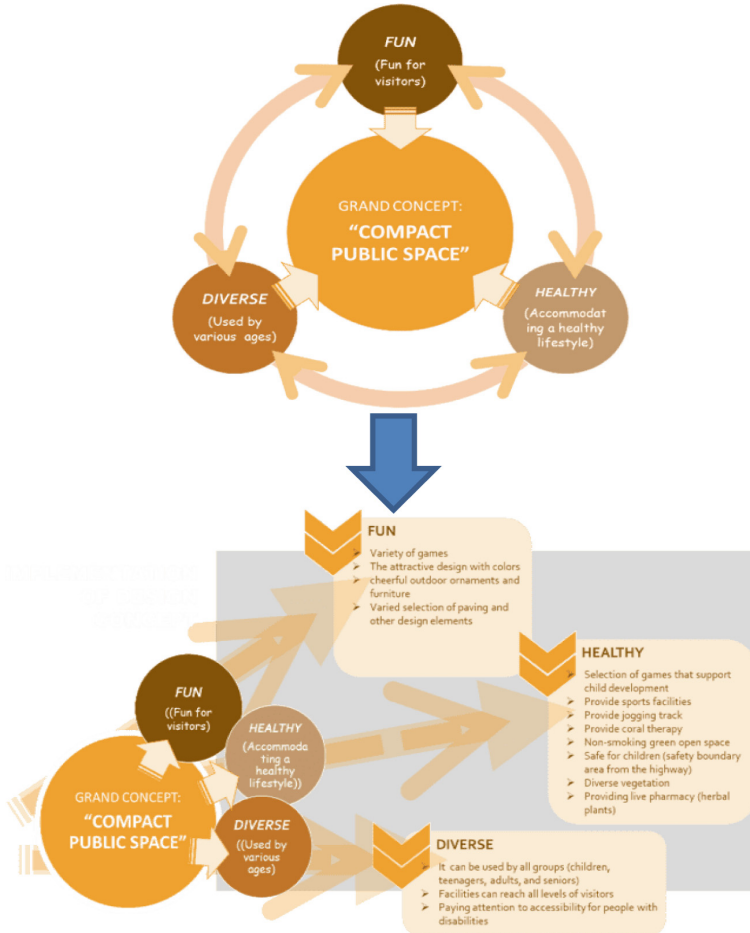 FUN
(Fun for
visitors)
GRAND CONCEPT:
“COMPACT
PUBLIC SPACE”
DIVERSE
(Used by
various ages)
HEALTHY
(Accommodat
ing a healthy
lifestyle)
FUN
Variety of games
The attractive design with colors
cheerful outdoor ornaments and
furniture
Varied selection of paving and
other design elements
HEALTHY
Selection of games that support
child development
Provide sports facilities
Provide jogging track
Provide coral therapy
Non-smoking green open space
Safe for children (safety boundary
area from the highway)
Diverse vegetation
Providing live pharmacy (herbal
plants)
FUN
((Fun for
visitors)
HEALTHY
(Accommoda
ting a healthy
lifestyle))
GRAND CONCEPT:
“COMPACT
PUBLIC SPACE”
DIVERSE
((Used by
various
ages)
DIVERSE
It can be used by all groups (children,
teenagers, adults, and seniors)
Facilities can reach all levels of visitors
Paying attention to accessibility for people with
disabilities